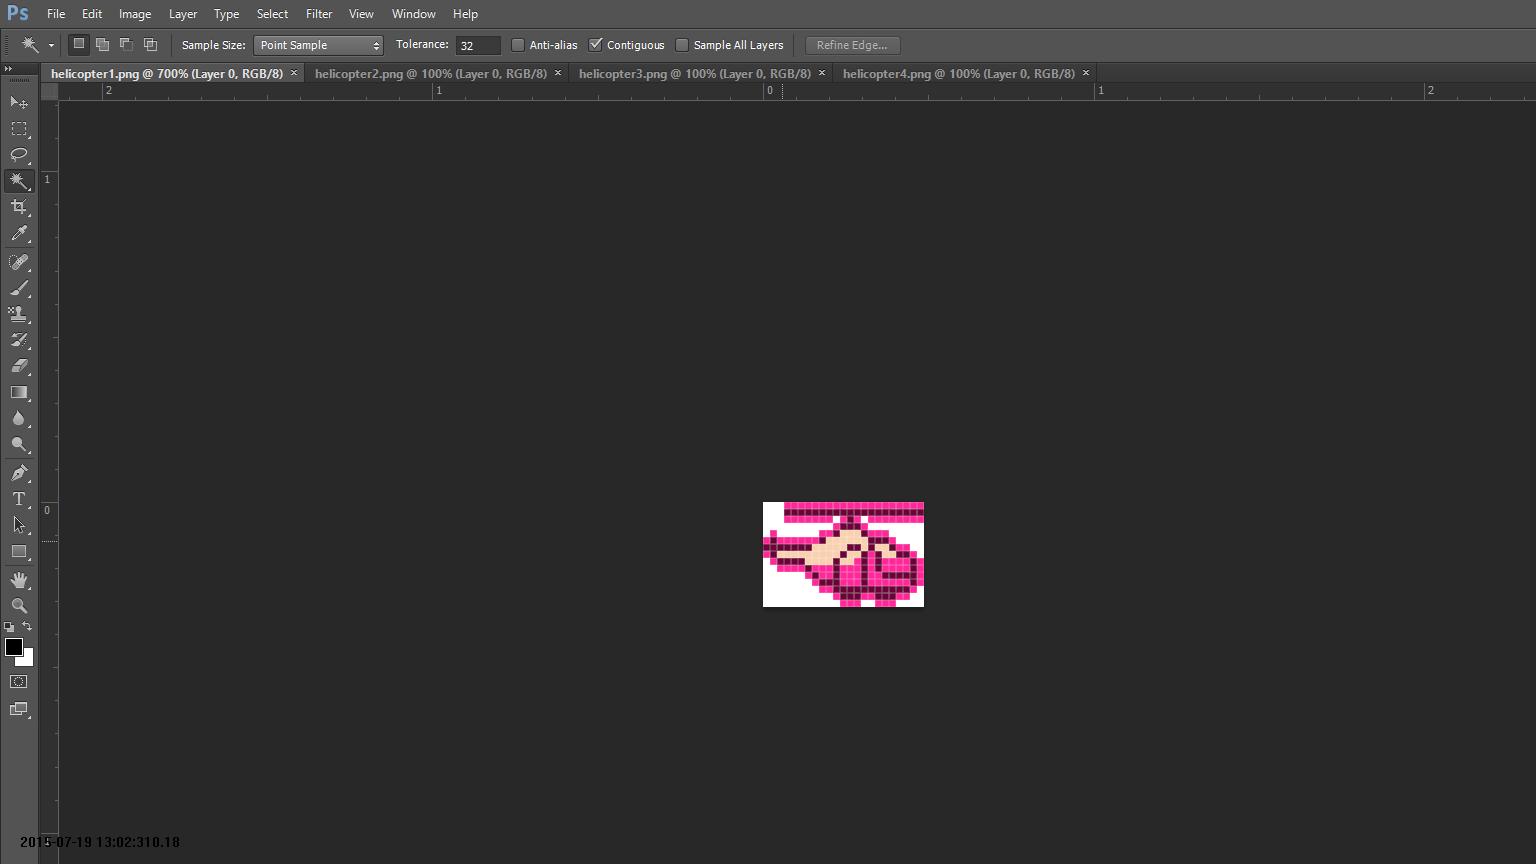 Ps File Edit Image Layer Type Select Filter View Window Help
Sample Size: Point Sample Tolerance: 32 Anti-alias Contiguous Sample All Layers Refine Edge...
helicopter1.png @ 700% (Layer 0, RGB/8) × helicopter2.png @ 100% (Layer 0, RGB/8) × helicopter3.png @ 100% (Layer 0, RGB/8) × helicopter4.png @ 100% (Layer 0, RGB/8) ×
2 1 0 1 2
1
T
0
2015-07-19 13:02:310.18